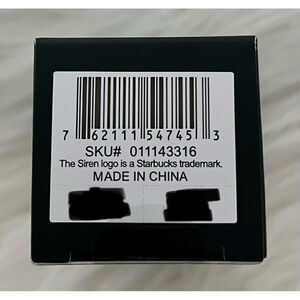 7 62111 54745 3
SKU# 011143316
The Siren logo is a Starbucks trademark.
MADE IN CHINA